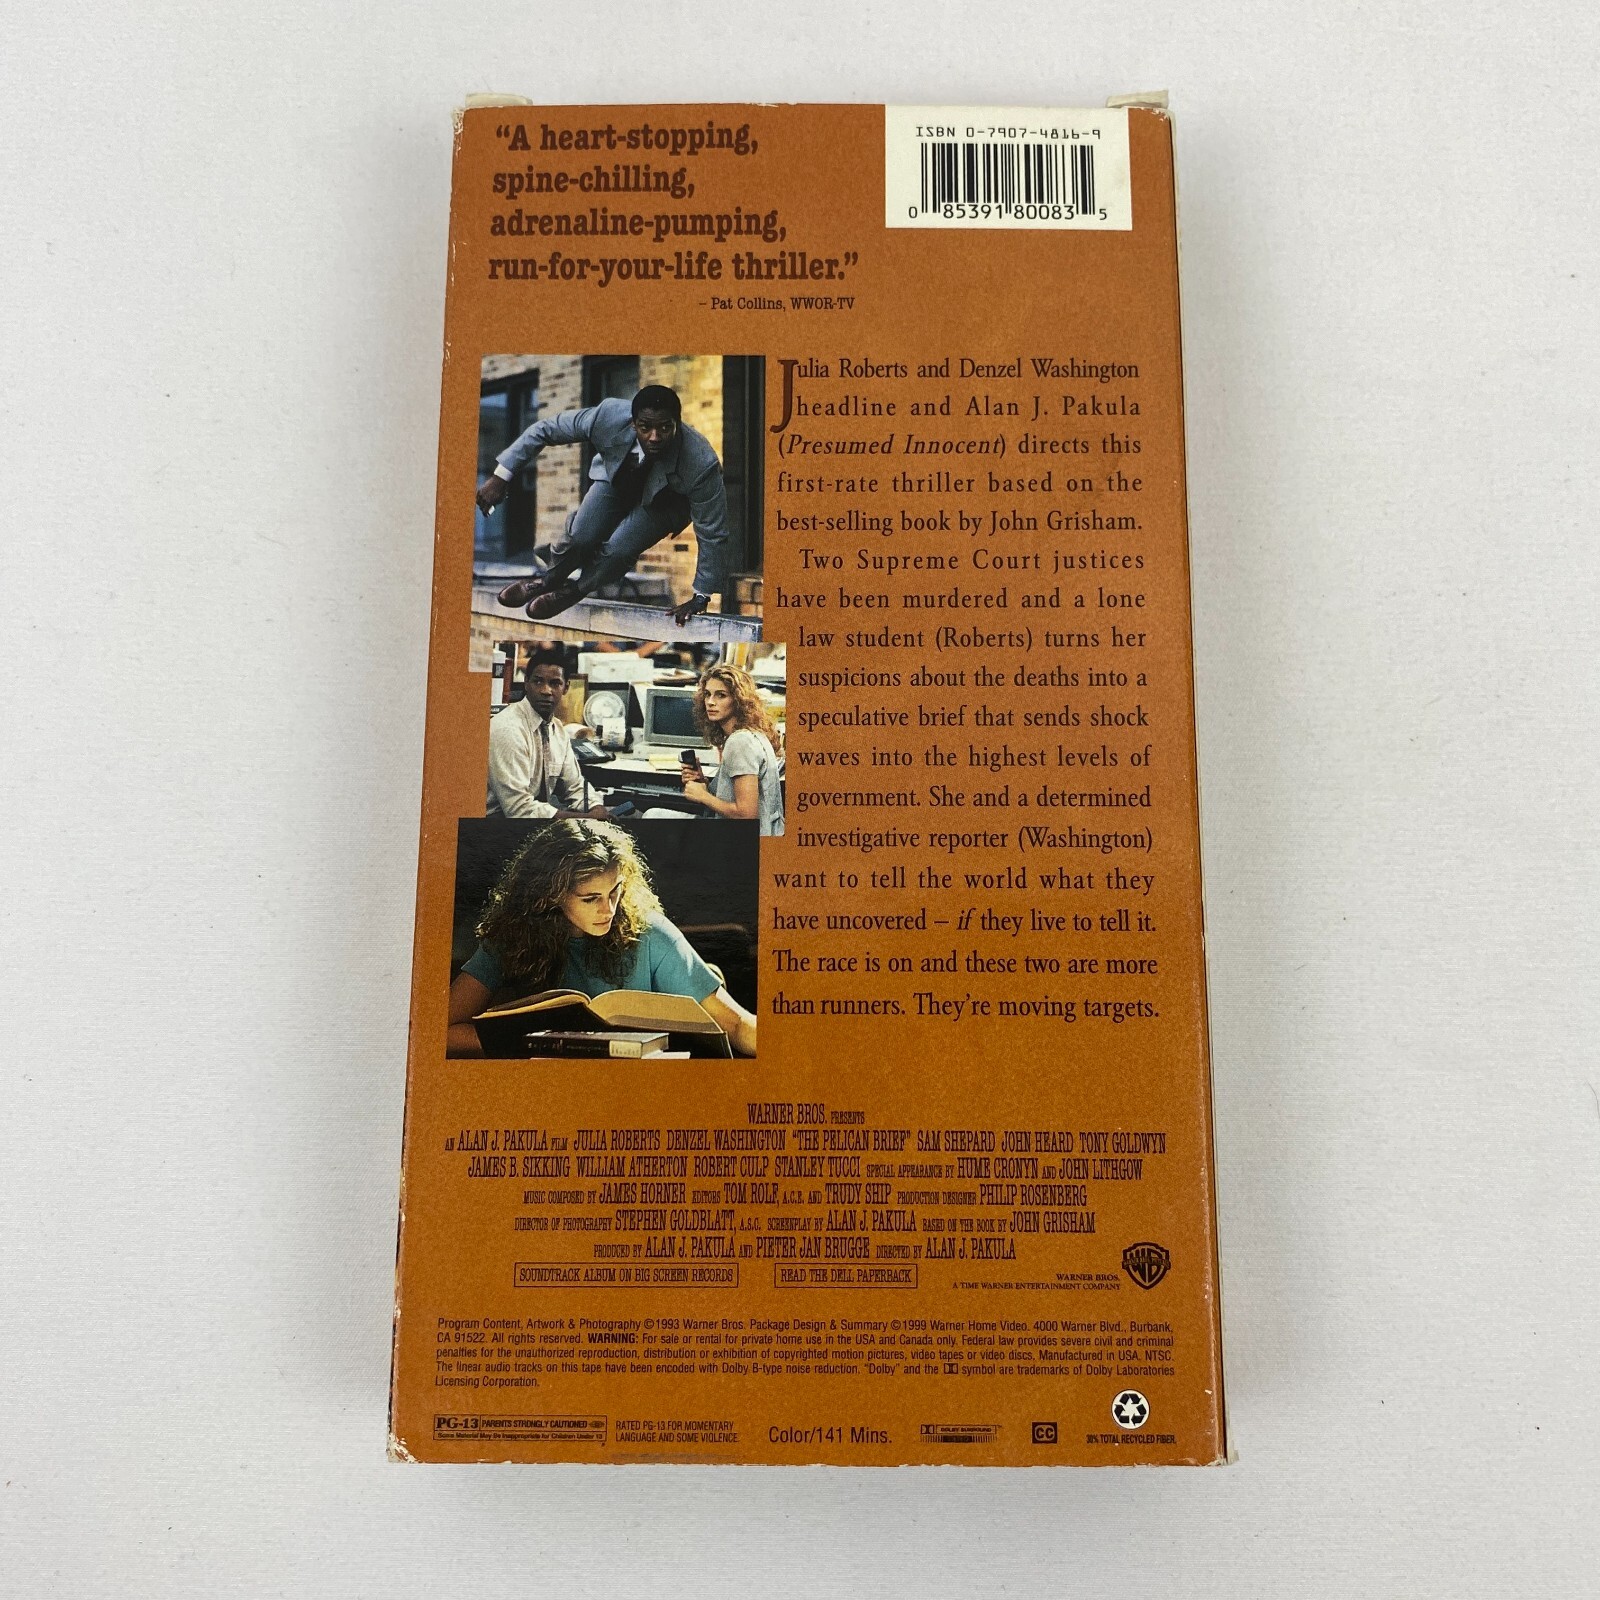 "A heart-stopping,
spine-chilling,
adrenaline-pumping,
run-for-your-life thriller."
– Pat Collins, WWOR-TV
ISBN 0-7907-4816-9
0 85391 80083 5
Julia Roberts and Denzel Washington
headline and Alan J. Pakula
(Presumed Innocent) directs this
first-rate thriller based on the
best-selling book by John Grisham.
Two Supreme Court justices
have been murdered and a lone
law student (Roberts) turns her
suspicions about the deaths into a
speculative brief that sends shock
waves into the highest levels of
government. She and a determined
investigative reporter (Washington)
want to tell the world what they
have uncovered – if they live to tell it.
The race is on and these two are more
than runners. They're moving targets.
WARNER BROS. PRESENTS
AN ALAN J. PAKULA FILM JULIA ROBERTS DENZEL WASHINGTON "THE PELICAN BRIEF" SAM SHEPARD JOHN HEARD TONY GOLDWYN
JAMES B. SIKKING WILLIAM ATHERTON ROBERT CULP STANLEY TUCCI SPECIAL APPEARANCE BY HUME CRONYN AND JOHN LITHGOW
MUSIC COMPOSED BY JAMES HORNER EDITORS TOM ROLF, A.C.E. AND TRUDY SHIP PRODUCTION DESIGNER PHILIP ROSENBERG
DIRECTOR OF PHOTOGRAPHY STEPHEN GOLDBLATT, A.S.C. SCREENPLAY BY ALAN J. PAKULA BASED ON THE BOOK BY JOHN GRISHAM
PRODUCED BY ALAN J. PAKULA AND PIETER JAN BRUGGE DIRECTED BY ALAN J. PAKULA
SOUNDTRACK ALBUM ON BIG SCREEN RECORDS
READ THE DELL PAPERBACK
WARNER BROS.
A TIME WARNER ENTERTAINMENT COMPANY
WB
Program Content, Artwork & Photography ©1993 Warner Bros. Package Design & Summary ©1999 Warner Home Video. 4000 Warner Blvd., Burbank,
CA 91522. All rights reserved. WARNING: For sale or rental for private home use in the USA and Canada only. Federal law provides severe civil and criminal
penalties for the unauthorized reproduction, distribution or exhibition of copyrighted motion pictures, video tapes or video discs. Manufactured in USA. NTSC.
The linear audio tracks on this tape have been encoded with Dolby B-type noise reduction. "Dolby" and the symbol are trademarks of Dolby Laboratories
Licensing Corporation.
PG-13 PARENTS STRONGLY CAUTIONED
Some Material May Be Inappropriate for Children Under 13
RATED PG-13 FOR MOMENTARY
LANGUAGE AND SOME VIOLENCE.
Color/141 Mins.
DOLBY SURROUND
CC
30% TOTAL RECYCLED FIBER.